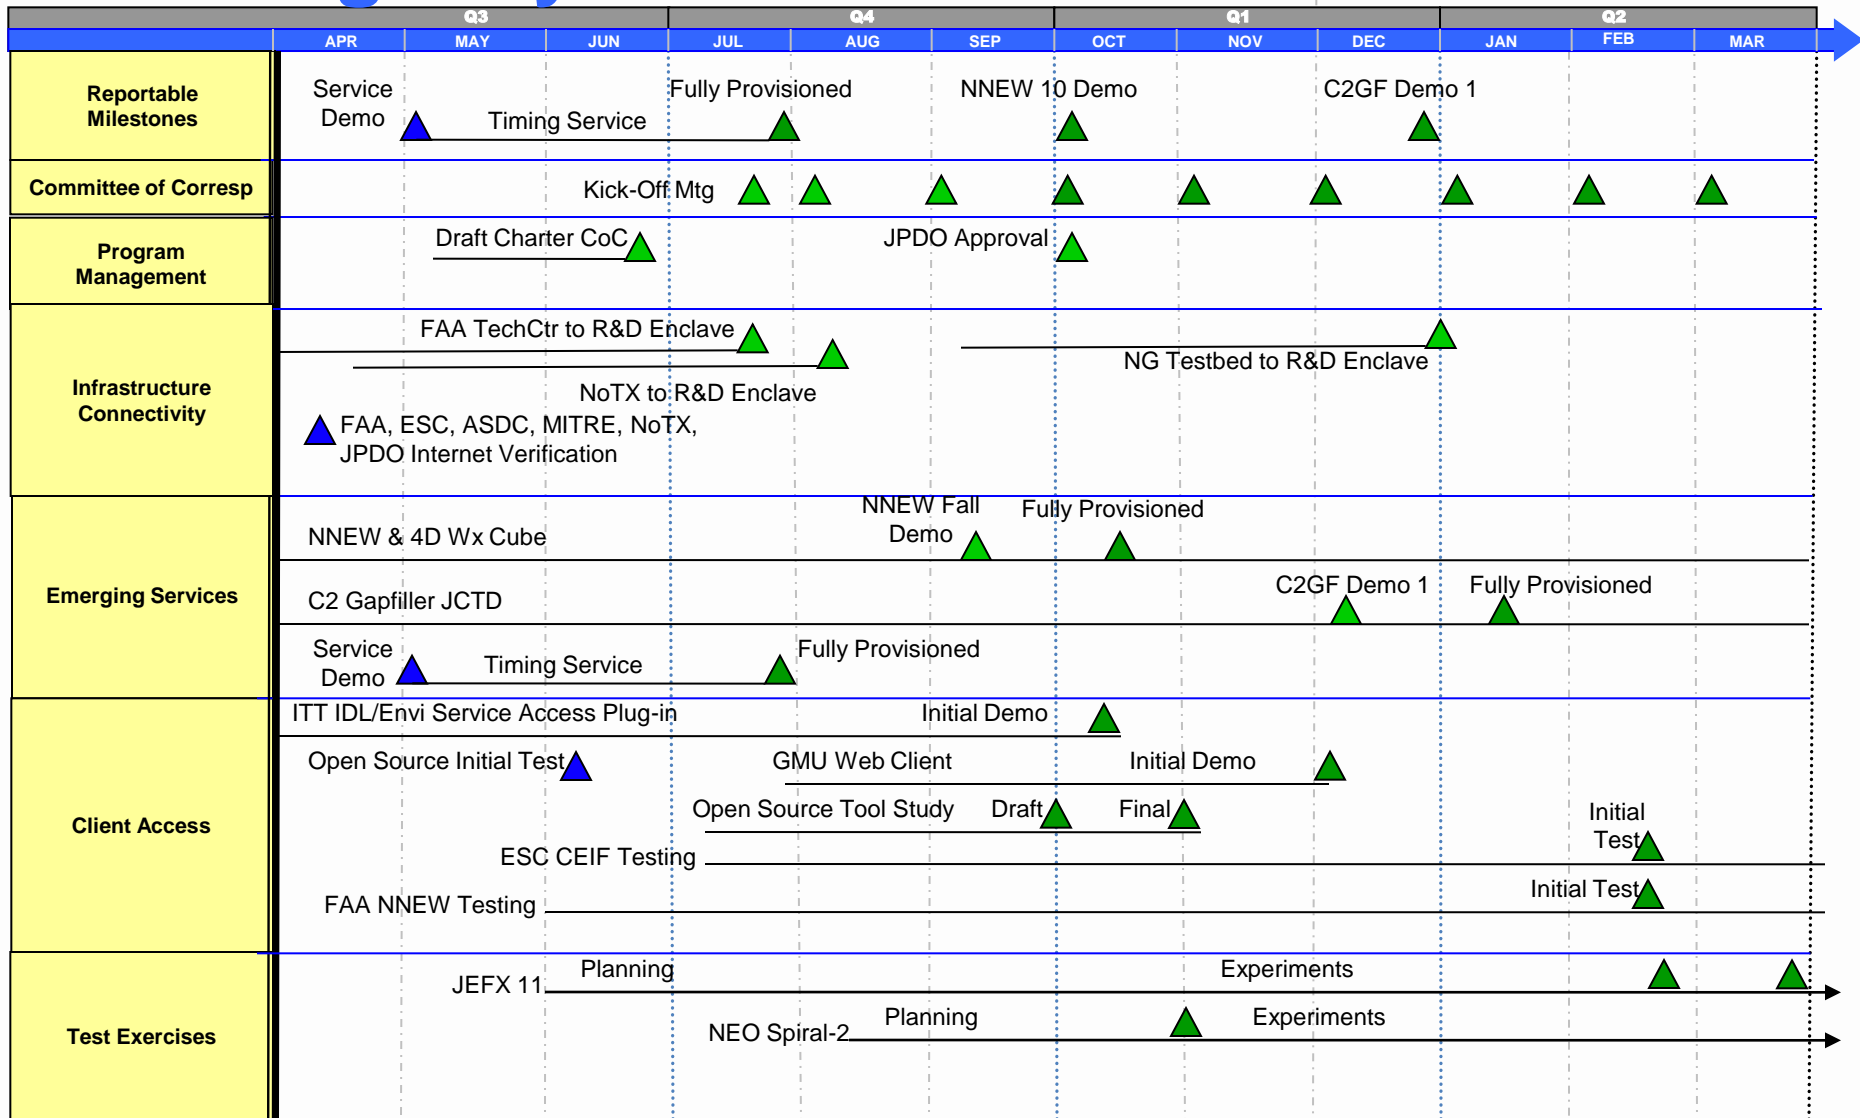 Q3 Q4 Q1 Q2
APR MAY JUN JUL AUG SEP OCT NOV DEC JAN FEB MAR
Reportable
Milestones
Service
Demo
Timing Service
Fully Provisioned
NNEW 10 Demo
C2GF Demo 1
Committee of Corresp
Kick-Off Mtg
Program
Management
Draft Charter CoC
JPDO Approval
Infrastructure
Connectivity
FAA TechCtr to R&D Enclave
NG Testbed to R&D Enclave
NoTX to R&D Enclave
FAA, ESC, ASDC, MITRE, NoTX,
JPDO Internet Verification
Emerging Services
NNEW & 4D Wx Cube
NNEW Fall
Demo
Fully Provisioned
C2 Gapfiller JCTD
C2GF Demo 1
Fully Provisioned
Service
Demo
Timing Service
Fully Provisioned
Client Access
ITT IDL/Envi Service Access Plug-in
Initial Demo
Open Source Initial Test
GMU Web Client
Initial Demo
Open Source Tool Study
Draft
Final
ESC CEIF Testing
Initial
Test
FAA NNEW Testing
Initial Test
Test Exercises
JEFX 11
Planning
Experiments
NEO Spiral-2
Planning
Experiments